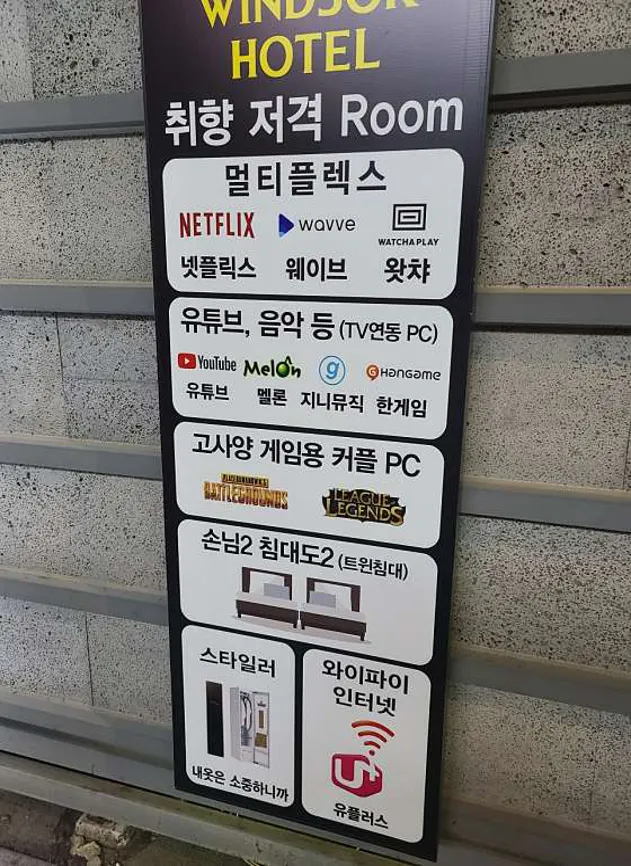 WINDSOR
HOTEL
취향 저격 Room
멀티플렉스
NETFLIX wavve WATCHA PLAY
넷플릭스 웨이브 왓챠
유튜브, 음악 등 (TV연동 PC)
YouTube Melon g HANGAME
유튜브 멜론 지니뮤직 한게임
고사양 게임용 커플 PC
PLAYERUNKNOWN'S
BATTLEGROUNDS
LEAGUE OF
LEGENDS
손님2 침대도2 (트윈침대)
스타일러
내옷은 소중하니까
와이파이
인터넷
U+
유플러스